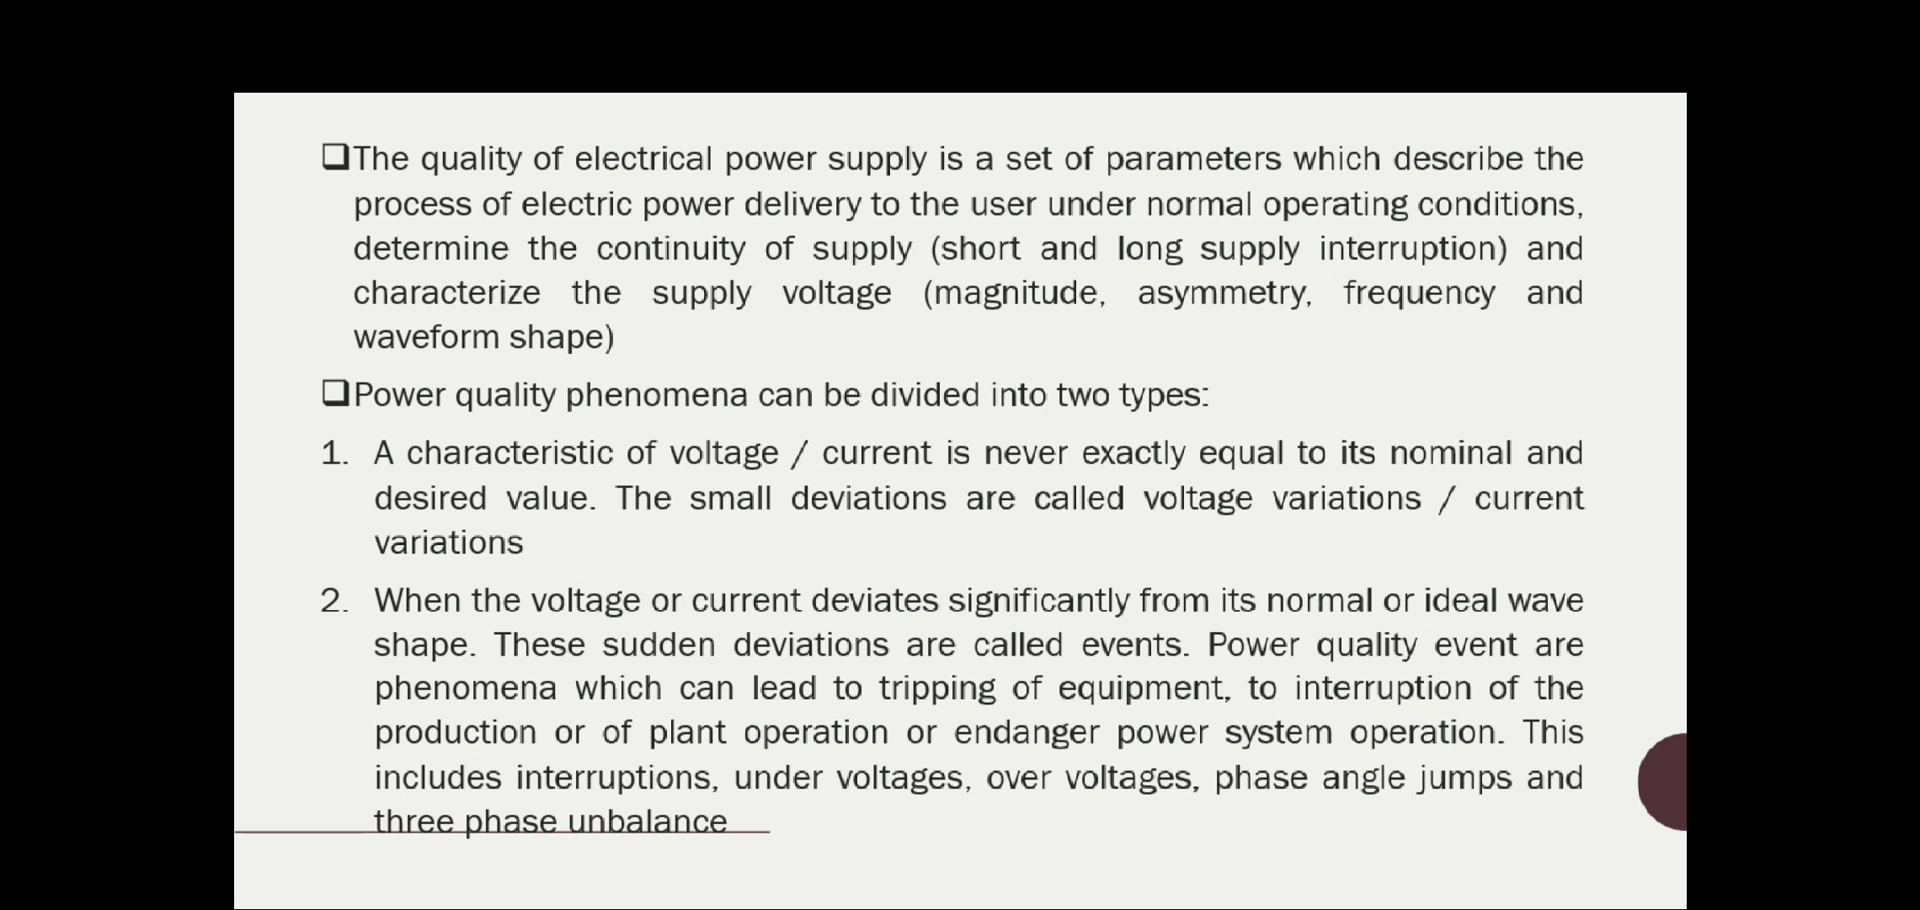 ❑The quality of electrical power supply is a set of parameters which describe the
process of electric power delivery to the user under normal operating conditions,
determine the continuity of supply (short and long supply interruption) and
characterize the supply voltage (magnitude, asymmetry, frequency and
waveform shape)
❑Power quality phenomena can be divided into two types:
1. A characteristic of voltage / current is never exactly equal to its nominal and
desired value. The small deviations are called voltage variations / current
variations
2. When the voltage or current deviates significantly from its normal or ideal wave
shape. These sudden deviations are called events. Power quality event are
phenomena which can lead to tripping of equipment, to interruption of the
production or of plant operation or endanger power system operation. This
includes interruptions, under voltages, over voltages, phase angle jumps and
three phase unbalance